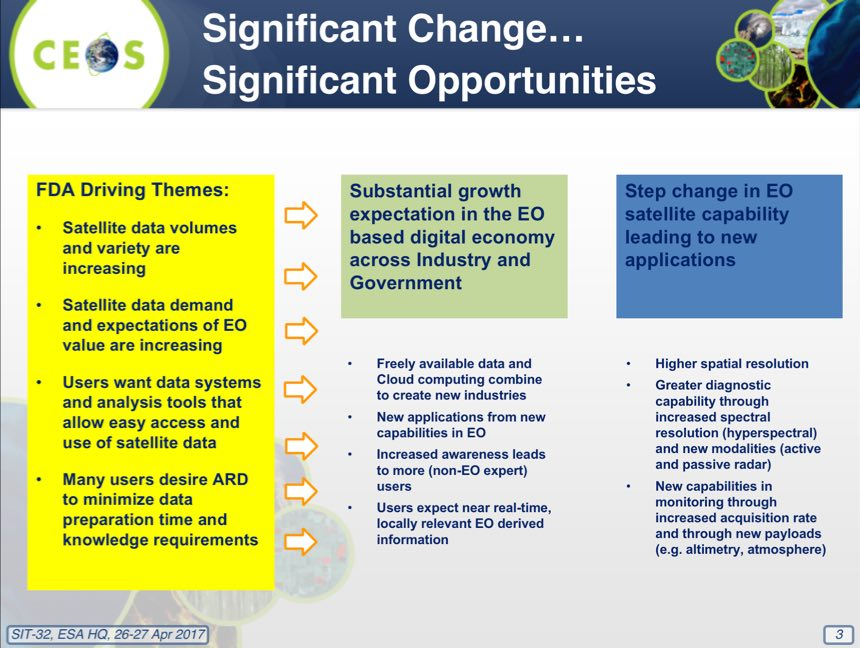 CEOS
Significant Change…
Significant Opportunities
FDA Driving Themes:
• Satellite data volumes
and variety are
increasing
• Satellite data demand
and expectations of EO
value are increasing
• Users want data systems
and analysis tools that
allow easy access and
use of satellite data
• Many users desire ARD
to minimize data
preparation time and
knowledge requirements
Substantial growth
expectation in the EO
based digital economy
across Industry and
Government
• Freely available data and
Cloud computing combine
to create new industries
• New applications from new
capabilities in EO
• Increased awareness leads
to more (non-EO expert)
users
• Users expect near real-time,
locally relevant EO derived
information
Step change in EO
satellite capability
leading to new
applications
• Higher spatial resolution
• Greater diagnostic
capability through
increased spectral
resolution (hyperspectral)
and new modalities (active
and passive radar)
• New capabilities in
monitoring through
increased acquisition rate
and through new payloads
(e.g. altimetry, atmosphere)
SIT-32, ESA HQ, 26-27 Apr 2017
3